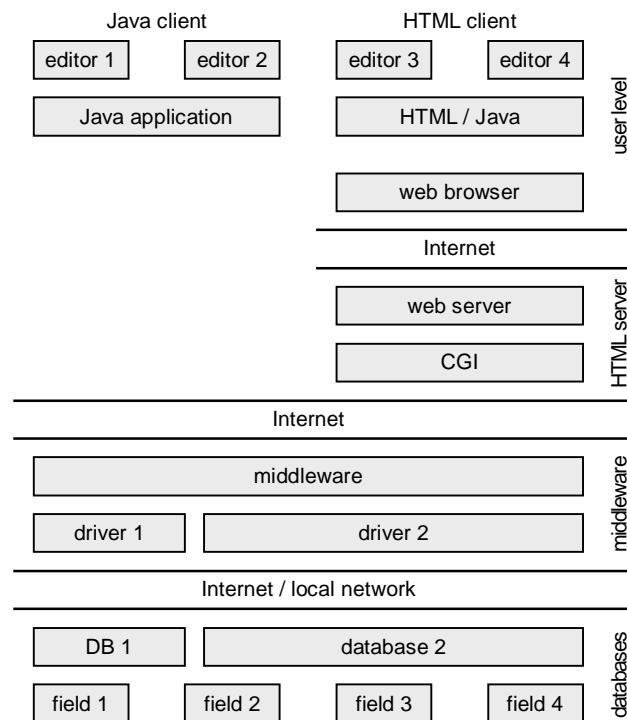 Java client
HTML client
editor 1
editor 2
editor 3
editor 4
Java application
HTML / Java
user level
web browser
Internet
web server
HTML server
CGI
Internet
middleware
middleware
driver 1
driver 2
Internet / local network
DB 1
database 2
databases
field 1
field 2
field 3
field 4